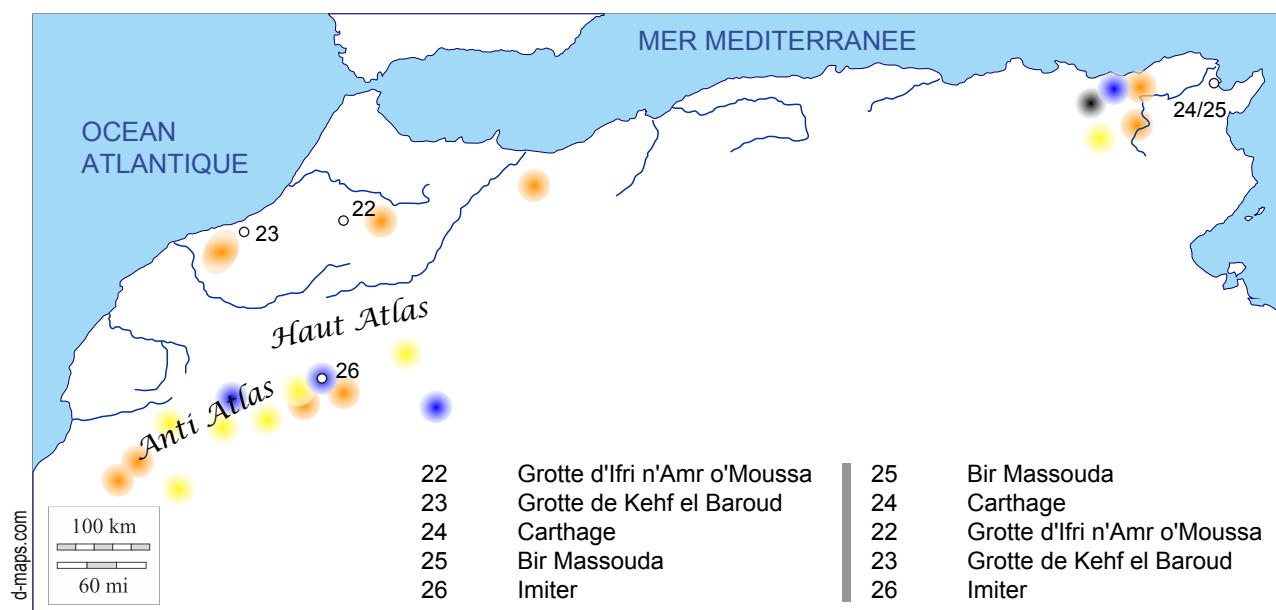 MER MEDITERRANEE
OCEAN
ATLANTIQUE
24/25
22
23
Haut Atlas
26
Anti Atlas
22 Grotte d'Ifri n'Amr o'Moussa
23 Grotte de Kehf el Baroud
24 Carthage
25 Bir Massouda
26 Imiter
25 Bir Massouda
24 Carthage
22 Grotte d'Ifri n'Amr o'Moussa
23 Grotte de Kehf el Baroud
26 Imiter
100 km
60 mi
d-maps.com